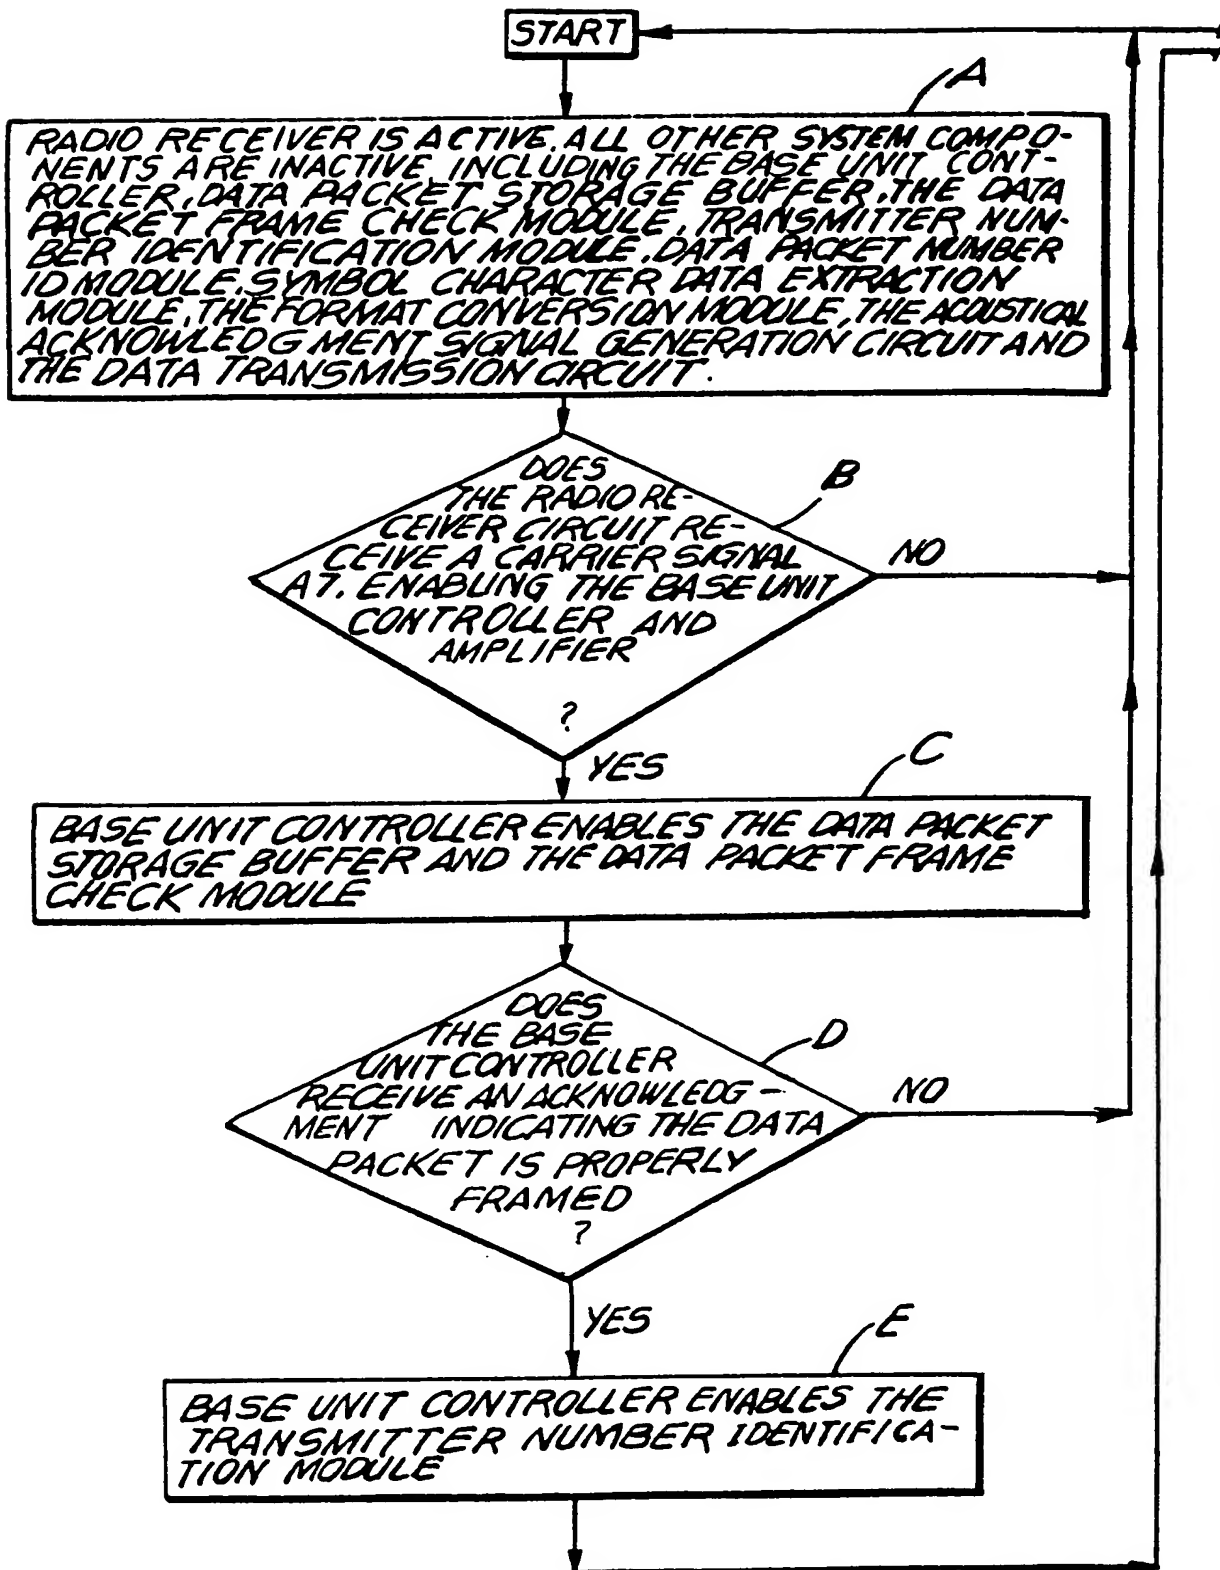 START
A
RADIO RECEIVER IS ACTIVE. ALL OTHER SYSTEM COMPO-
NENTS ARE INACTIVE, INCLUDING THE BASE UNIT CONT-
ROLLER, DATA PACKET STORAGE BUFFER, THE DATA
PACKET FRAME CHECK MODULE, TRANSMITTER NUM-
BER IDENTIFICATION MODULE, DATA PACKET NUMBER
ID MODULE, SYMBOL CHARACTER DATA EXTRACTION
MODULE, THE FORMAT CONVERSION MODULE, THE ACOUSTICAL
ACKNOWLEDG MENT SIGNAL GENERATION CIRCUIT AND
THE DATA TRANSMISSION CIRCUIT.
B
DOES
THE RADIO RE-
CEIVER CIRCUIT RE-
CEIVE A CARRIER SIGNAL
A7. ENABLING THE BASE UNIT
CONTROLLER AND
AMPLIFIER
?
NO
YES
C
BASE UNIT CONTROLLER ENABLES THE DATA PACKET
STORAGE BUFFER AND THE DATA PACKET FRAME
CHECK MODULE
D
DOES
THE BASE
UNIT CONTROLLER
RECEIVE AN ACKNOWLEDG-
MENT INDICATING THE DATA
PACKET IS PROPERLY
FRAMED
?
NO
YES
E
BASE UNIT CONTROLLER ENABLES THE
TRANSMITTER NUMBER IDENTIFICA-
TION MODULE